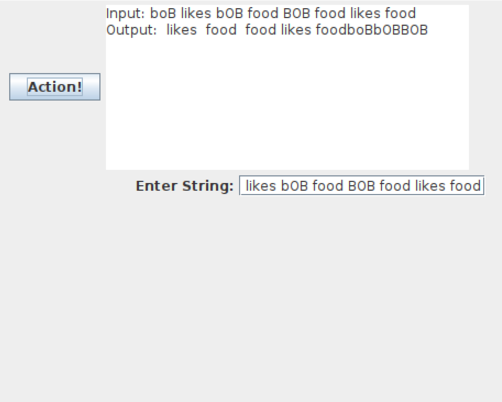 Input: boB likes bOB food BOB food likes food
Output:  likes  food  food likes foodboBbOBBOB
Action!
Enter String: likes bOB food BOB food likes food